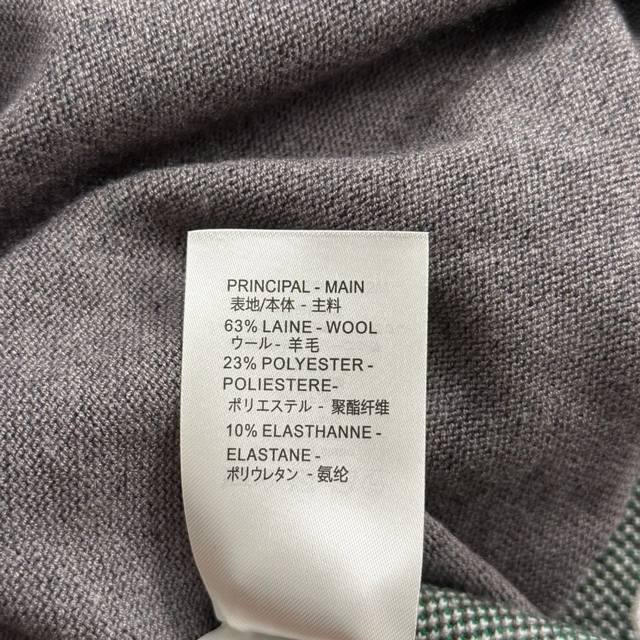 PRINCIPAL - MAIN
表地/本体 - 主料
63% LAINE - WOOL
ウール - 羊毛
23% POLYESTER -
POLIESTERE-
ポリエステル - 聚酯纤维
10% ELASTHANNE -
ELASTANE -
ポリウレタン - 氨纶